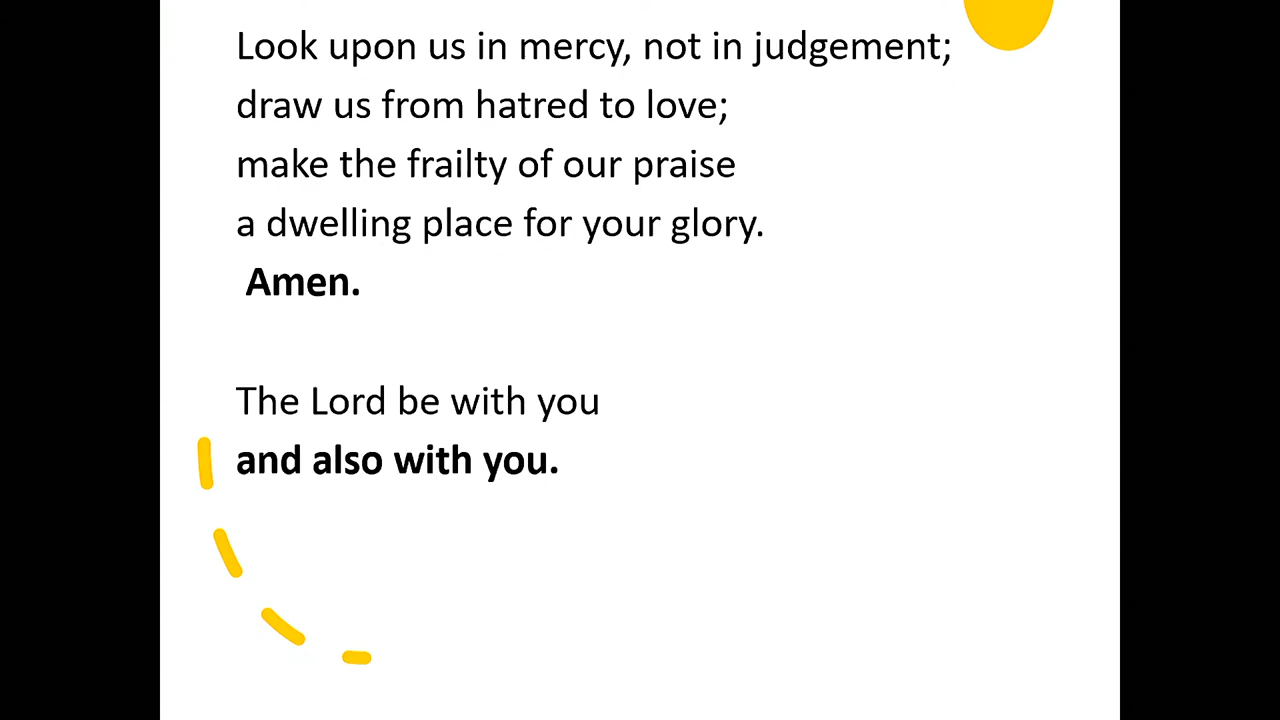 Look upon us in mercy, not in judgement;
draw us from hatred to love;
make the frailty of our praise
a dwelling place for your glory.
Amen.
The Lord be with you
and also with you.